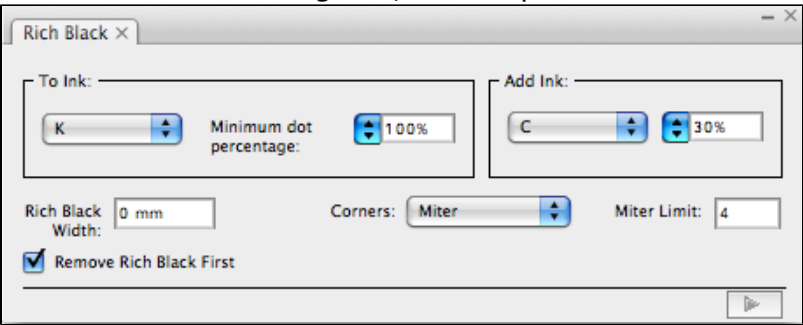 Rich Black ×
To Ink:
Add Ink:
K
Minimum dot percentage:
100%
C
30%
Rich Black Width:
0 mm
Corners:
Miter
Miter Limit:
4
Remove Rich Black First